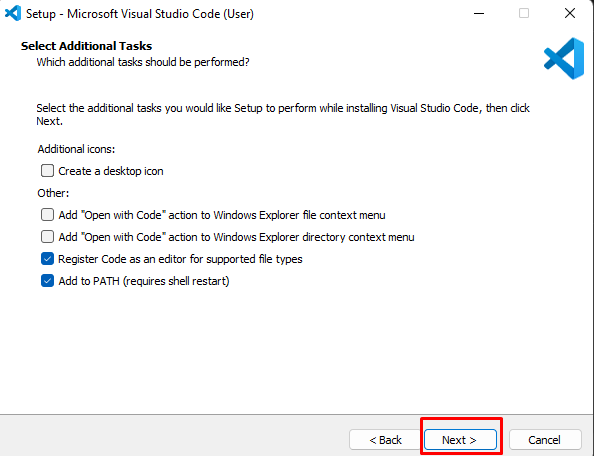 Setup - Microsoft Visual Studio Code (User)
Select Additional Tasks
Which additional tasks should be performed?
Select the additional tasks you would like Setup to perform while installing Visual Studio Code, then click
Next.
Additional icons:
Create a desktop icon
Other:
Add "Open with Code" action to Windows Explorer file context menu
Add "Open with Code" action to Windows Explorer directory context menu
Register Code as an editor for supported file types
Add to PATH (requires shell restart)
< Back Next > Cancel